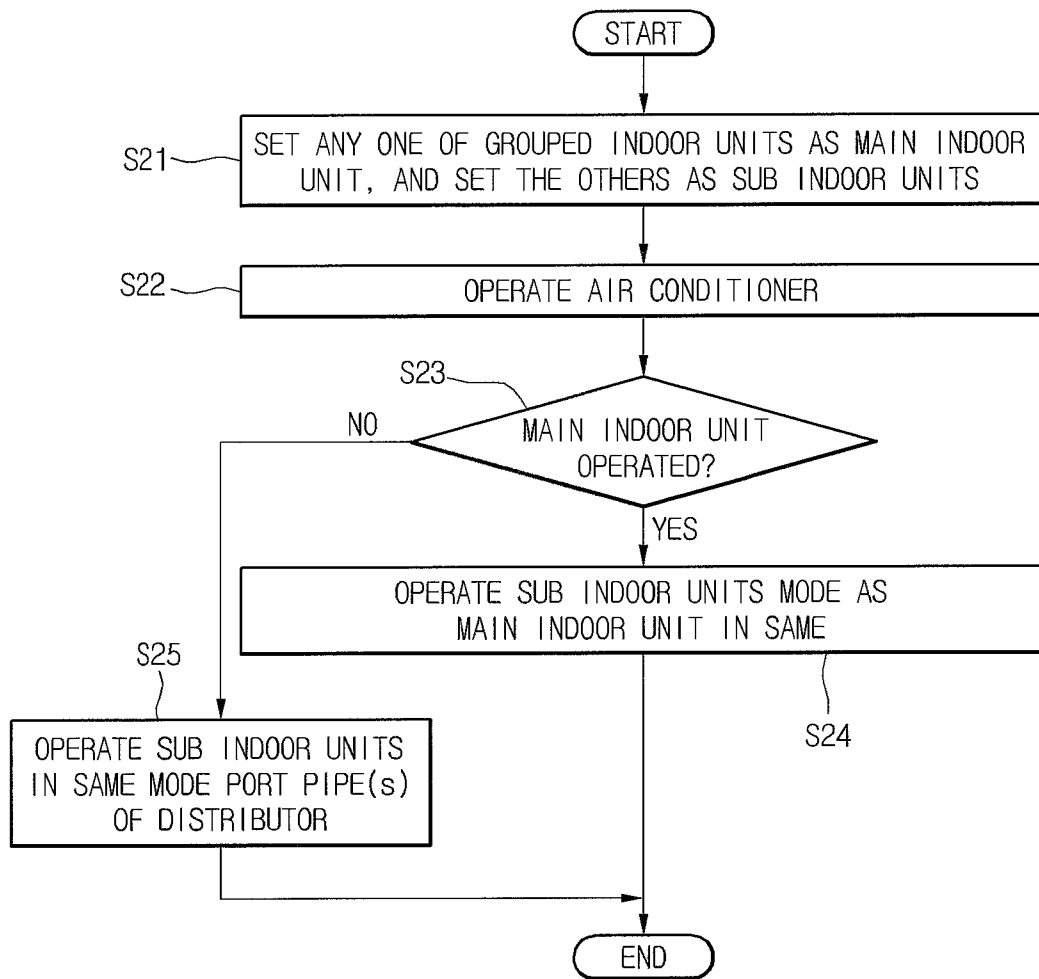 START
S21
SET ANY ONE OF GROUPED INDOOR UNITS AS MAIN INDOOR
UNIT, AND SET THE OTHERS AS SUB INDOOR UNITS
S22
OPERATE AIR CONDITIONER
S23
MAIN INDOOR UNIT
OPERATED?
NO
YES
OPERATE SUB INDOOR UNITS MODE AS
MAIN INDOOR UNIT IN SAME
S24
S25
OPERATE SUB INDOOR UNITS
IN SAME MODE PORT PIPE(s)
OF DISTRIBUTOR
END